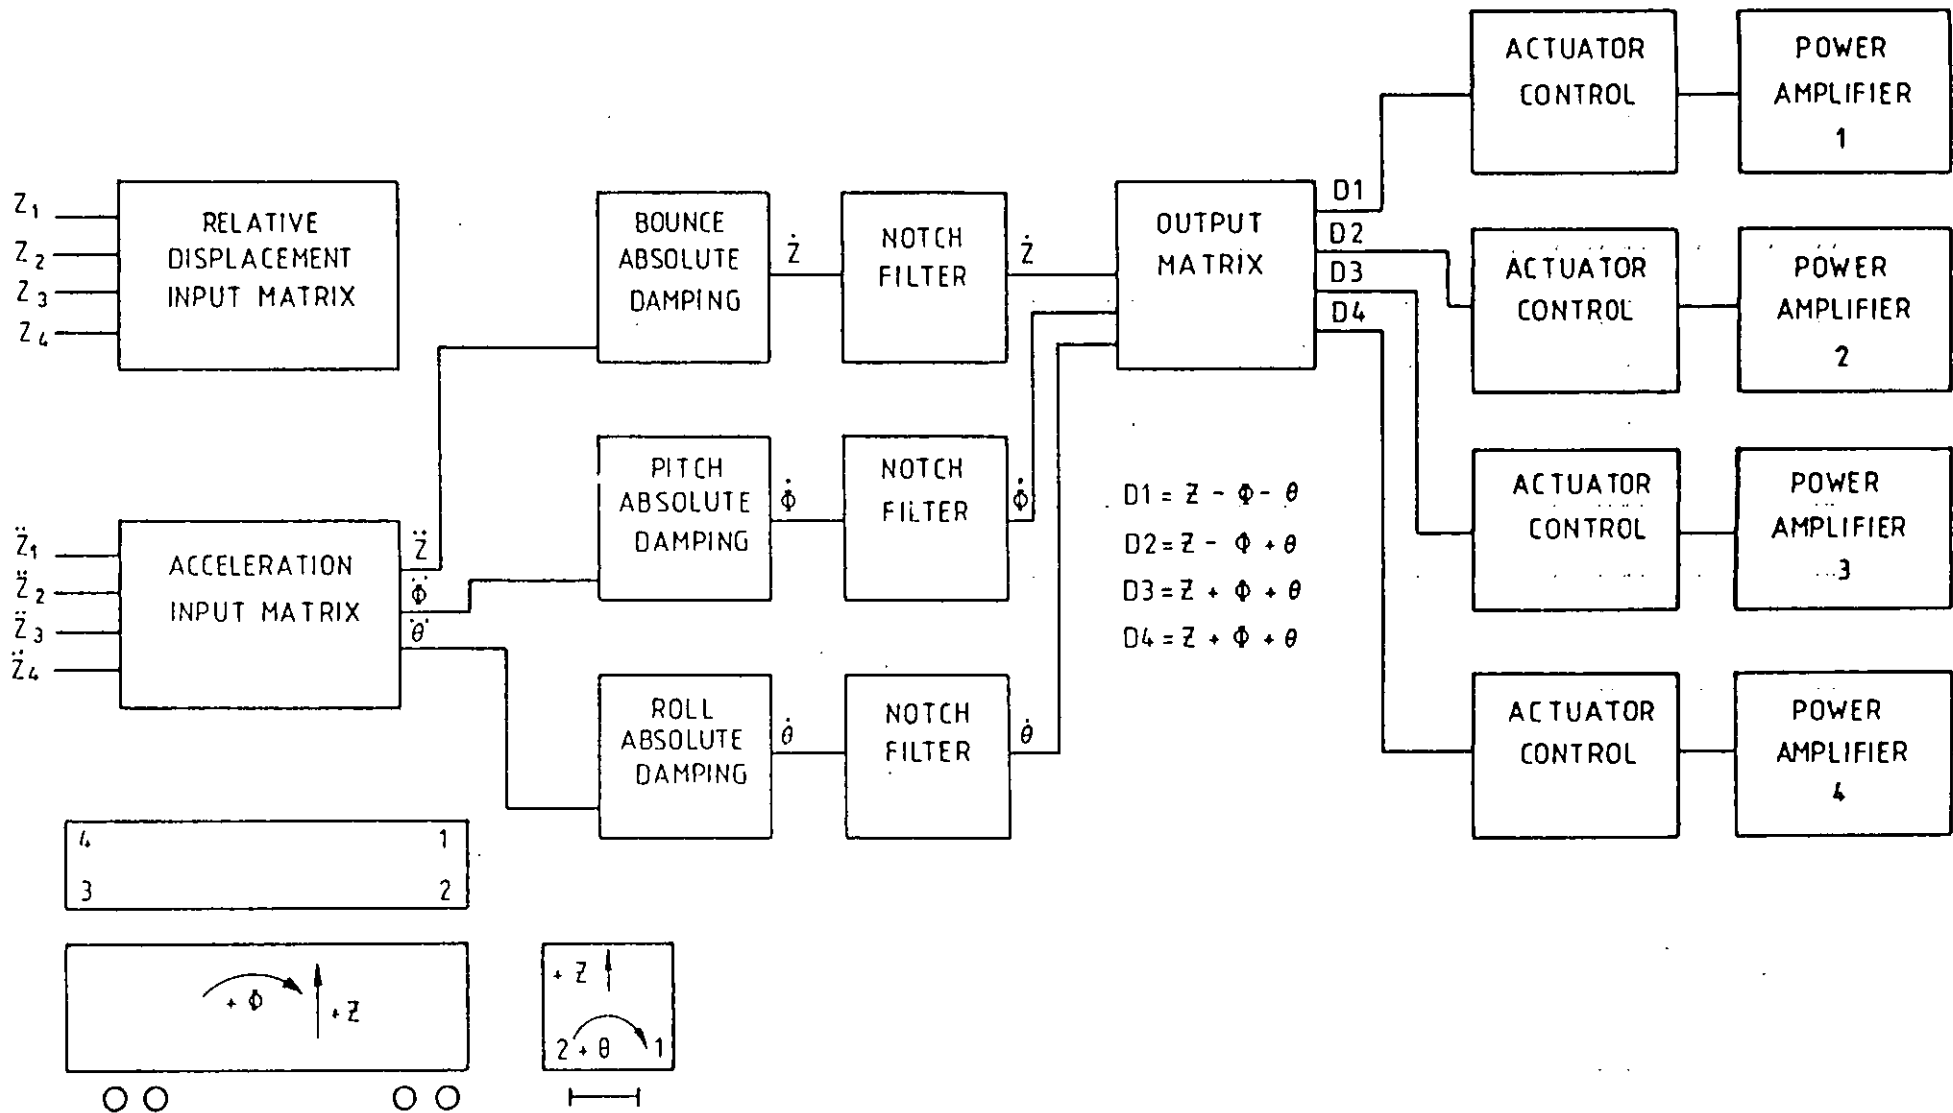 Z1
Z2
Z3
Z4
RELATIVE
DISPLACEMENT
INPUT MATRIX
Z̈1
Z̈2
Z̈3
Z̈4
ACCELERATION
INPUT MATRIX
Z̈
Φ̈
θ̈
BOUNCE
ABSOLUTE
DAMPING
Ż
NOTCH
FILTER
Ż
PITCH
ABSOLUTE
DAMPING
Φ̇
NOTCH
FILTER
Φ̇
ROLL
ABSOLUTE
DAMPING
θ̇
NOTCH
FILTER
θ̇
OUTPUT
MATRIX
D1
D2
D3
D4
D1 = Z - Φ - θ
D2 = Z - Φ + θ
D3 = Z + Φ + θ
D4 = Z + Φ + θ
ACTUATOR
CONTROL
POWER
AMPLIFIER
1
ACTUATOR
CONTROL
POWER
AMPLIFIER
2
ACTUATOR
CONTROL
POWER
AMPLIFIER
3
ACTUATOR
CONTROL
POWER
AMPLIFIER
4
4 1
3 2
+ Φ
+ Z
+ Z
2 + θ 1